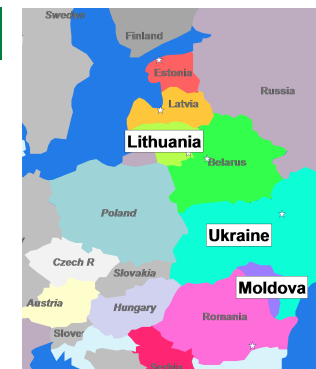 Sweden
Finland
Estonia
Russia
Latvia
Lithuania
Belarus
Poland
Ukraine
Czech R
Slovakia
Moldova
Austria
Hungary
Romania
Slove